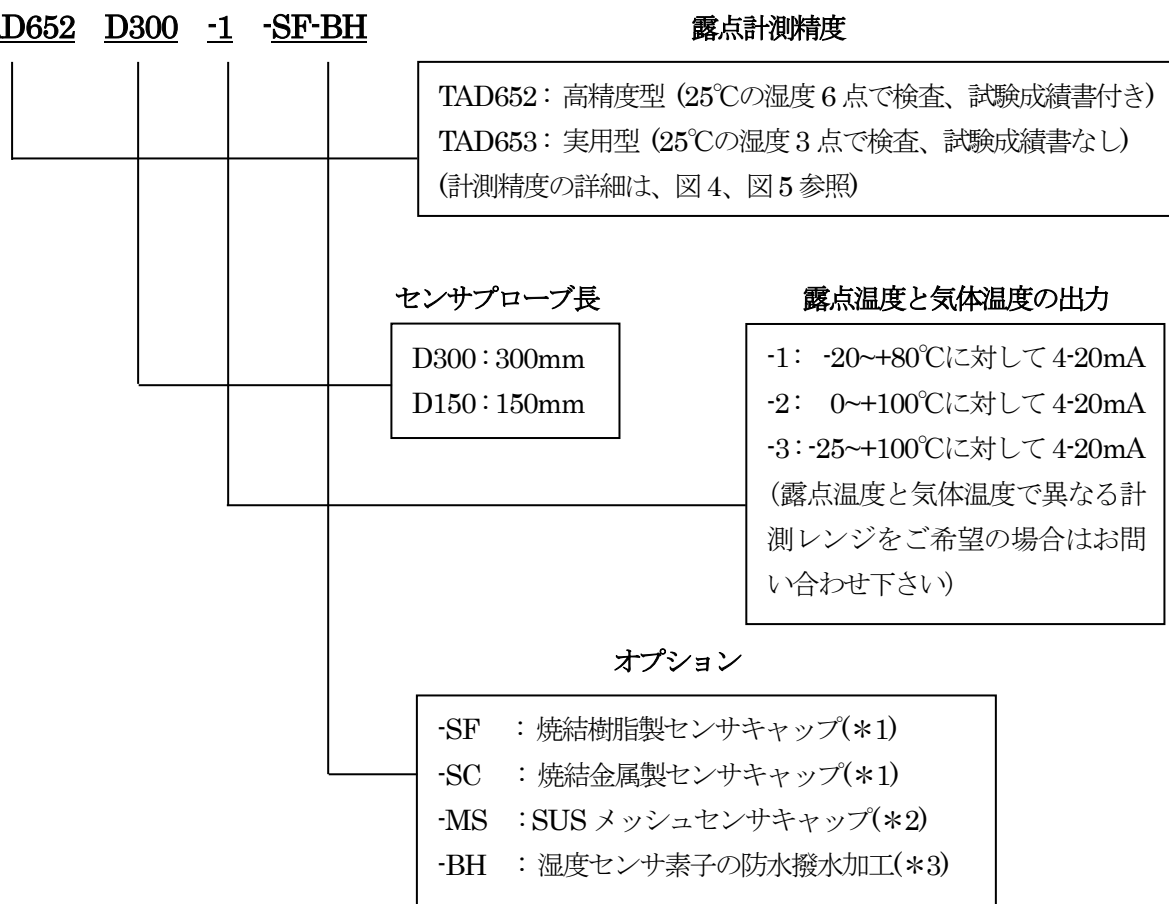 D652 D300 -1 -SF-BH
露点計測精度
TAD652：高精度型 (25℃の湿度 6 点で検査、試験成績書付き)
TAD653：実用型 (25℃の湿度 3 点で検査、試験成績書なし)
(計測精度の詳細は、図 4、図 5 参照)
センサプローブ長
D300：300mm
D150：150mm
露点温度と気体温度の出力
-1： -20~+80℃に対して 4-20mA
-2： 0~+100℃に対して 4-20mA
-3：-25~+100℃に対して 4-20mA
（露点温度と気体温度で異なる計
測レンジをご希望の場合はお問
い合わせ下さい）
オプション
-SF ：焼結樹脂製センサキャップ(＊1)
-SC ：焼結金属製センサキャップ(＊1)
-MS ：SUS メッシュセンサキャップ(＊2)
-BH ：湿度センサ素子の防水撥水加工(＊3)